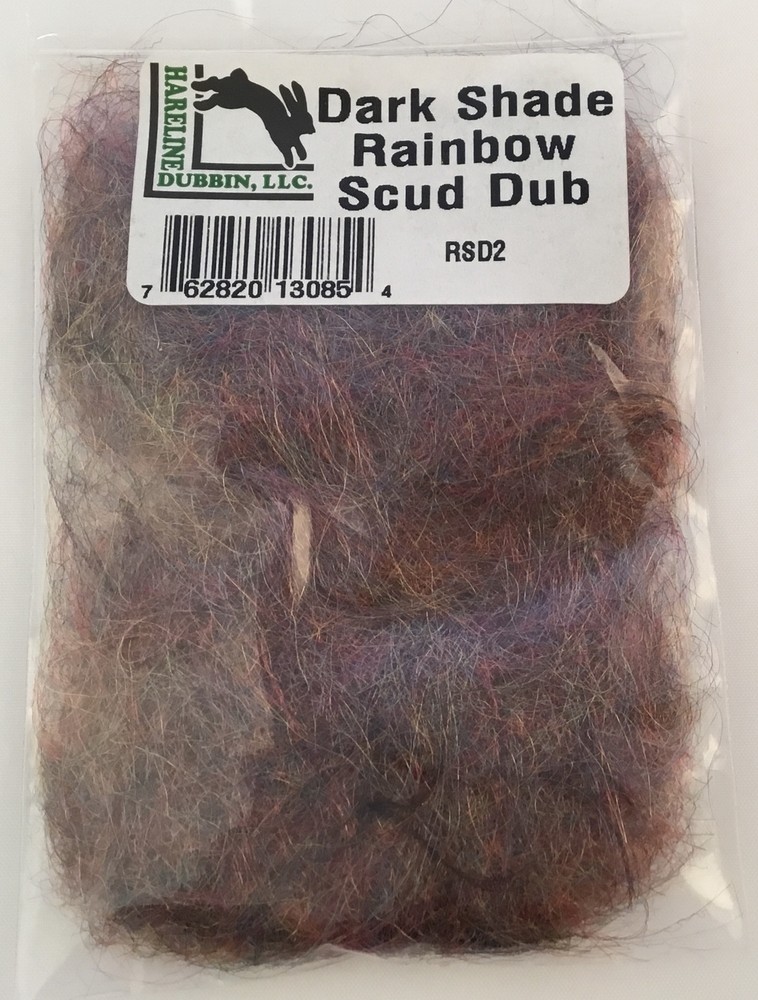 HARELINE
DUBBIN, LLC.
Dark Shade
Rainbow
Scud Dub
RSD2
7 62820 13085 4